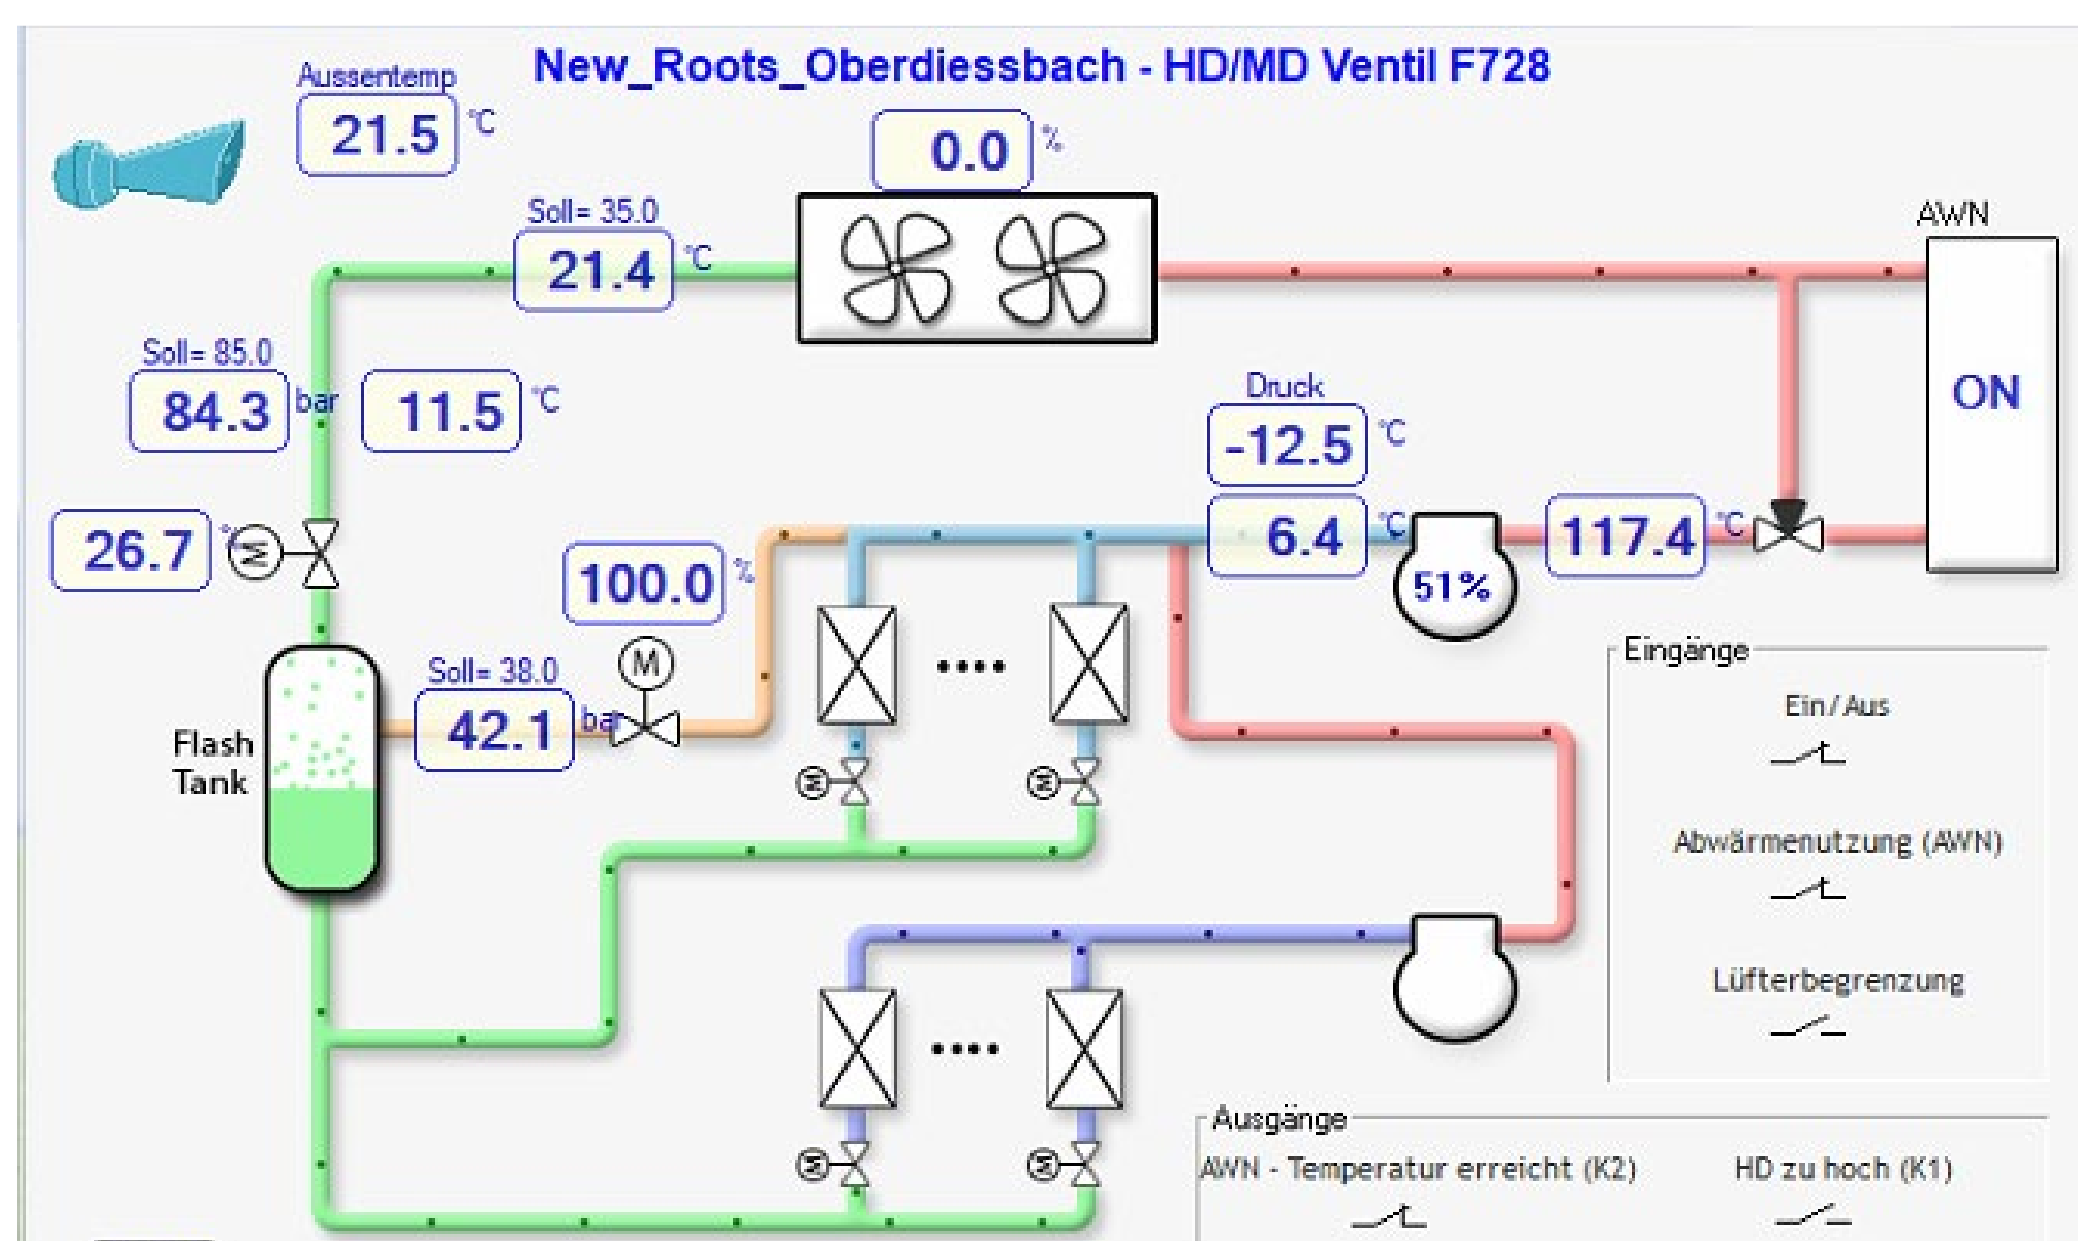 New_Roots_Oberdiessbach - HD/MD Ventil F728
Aussentemp
21.5 °C
0.0 %
Soll= 35.0
21.4 °C
AWN
ON
Soll= 85.0
84.3 bar
11.5 °C
Druck
-12.5 °C
6.4 °C
51%
117.4 °C
26.7 °
M
100.0 %
M
Soll= 38.0
42.1 bar
Flash
Tank
M
M
Eingänge
Ein/Aus
Abwärmenutzung (AWN)
Lüfterbegrenzung
M
M
Ausgänge
AWN - Temperatur erreicht (K2)
HD zu hoch (K1)